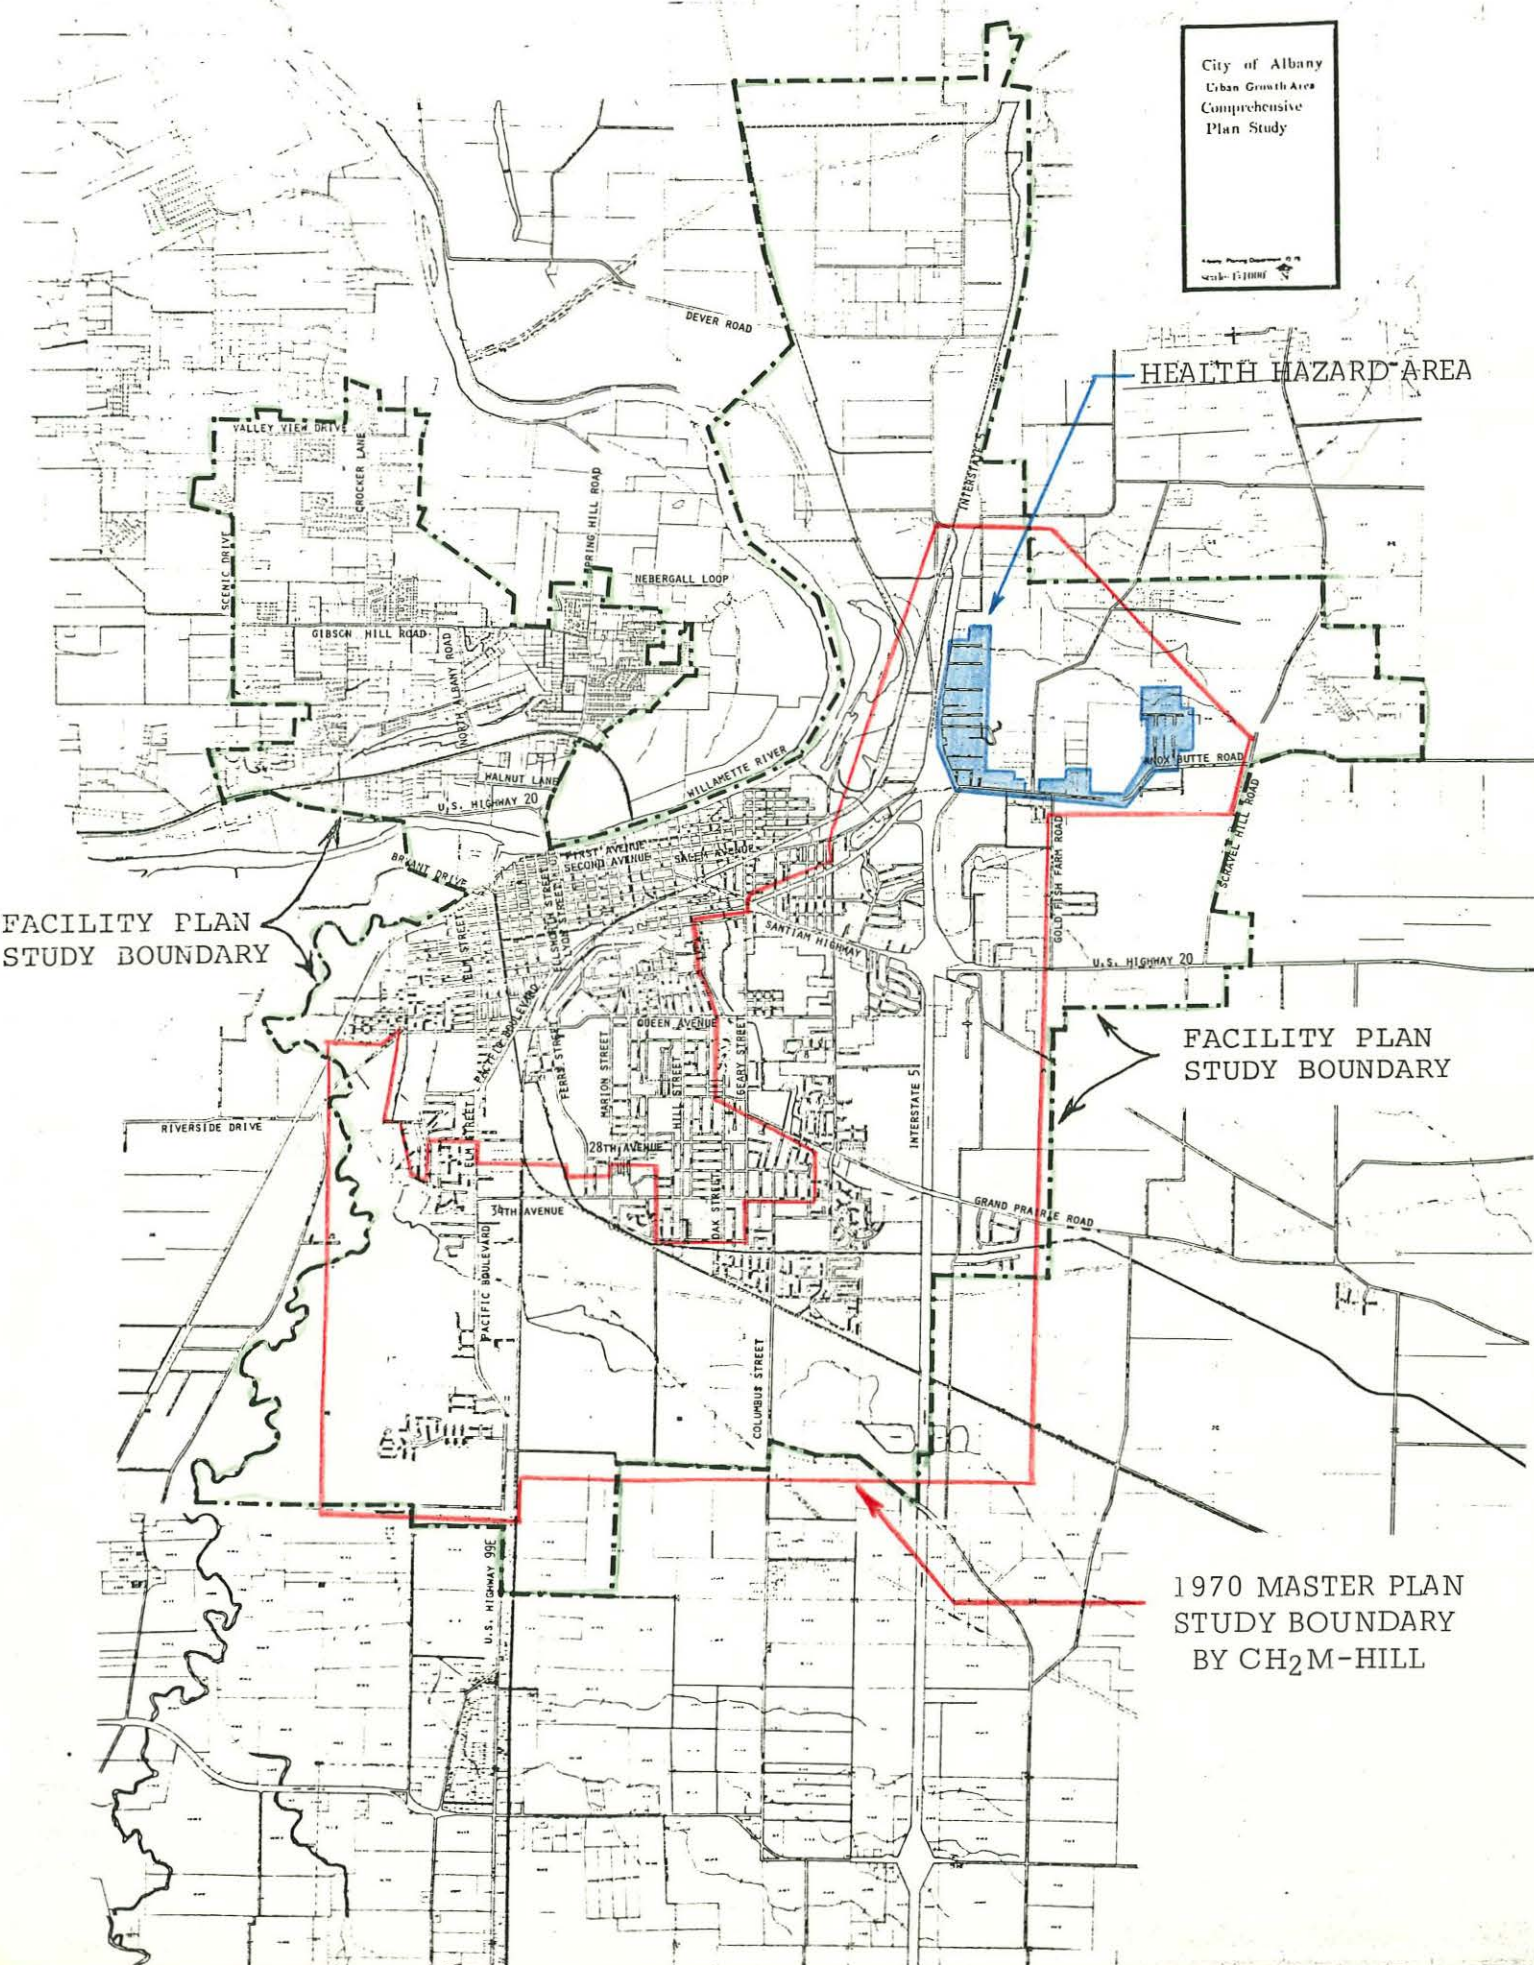 City of Albany
Urban Growth Area
Comprehensive
Plan Study
Albany Planning Department
N
DEVER ROAD
HEALTH HAZARD AREA
VALLEY VIEW DRIVE
CROCKER LANE
INTERSTATE 5
SPRING HILL ROAD
SCENIC DRIVE
NEBERGALL LOOP
GIBSON HILL ROAD
NORTH ALBANY ROAD
KNOX BUTTE ROAD
WALNUT LANE
WILLAMETTE RIVER
U.S. HIGHWAY 20
SCRAVEL HILL ROAD
FIRST AVENUE
SECOND AVENUE
SALEM AVENUE
BRYANT DRIVE
GOLD FISH FARM ROAD
FACILITY PLAN
STUDY BOUNDARY
ELM STREET
ELLSWORTH STREET
LYON STREET
SANTIAM HIGHWAY
U.S. HIGHWAY 20
PACIFIC BOULEVARD
QUEEN AVENUE
FERRY STREET
MARION STREET
HILL STREET
GEARY STREET
FACILITY PLAN
STUDY BOUNDARY
INTERSTATE 5
RIVERSIDE DRIVE
ELM STREET
28TH AVENUE
OAK STREET
34TH AVENUE
GRAND PRAIRIE ROAD
PACIFIC BOULEVARD
COLUMBUS STREET
U.S. HIGHWAY 99E
1970 MASTER PLAN
STUDY BOUNDARY
BY CH2M-HILL